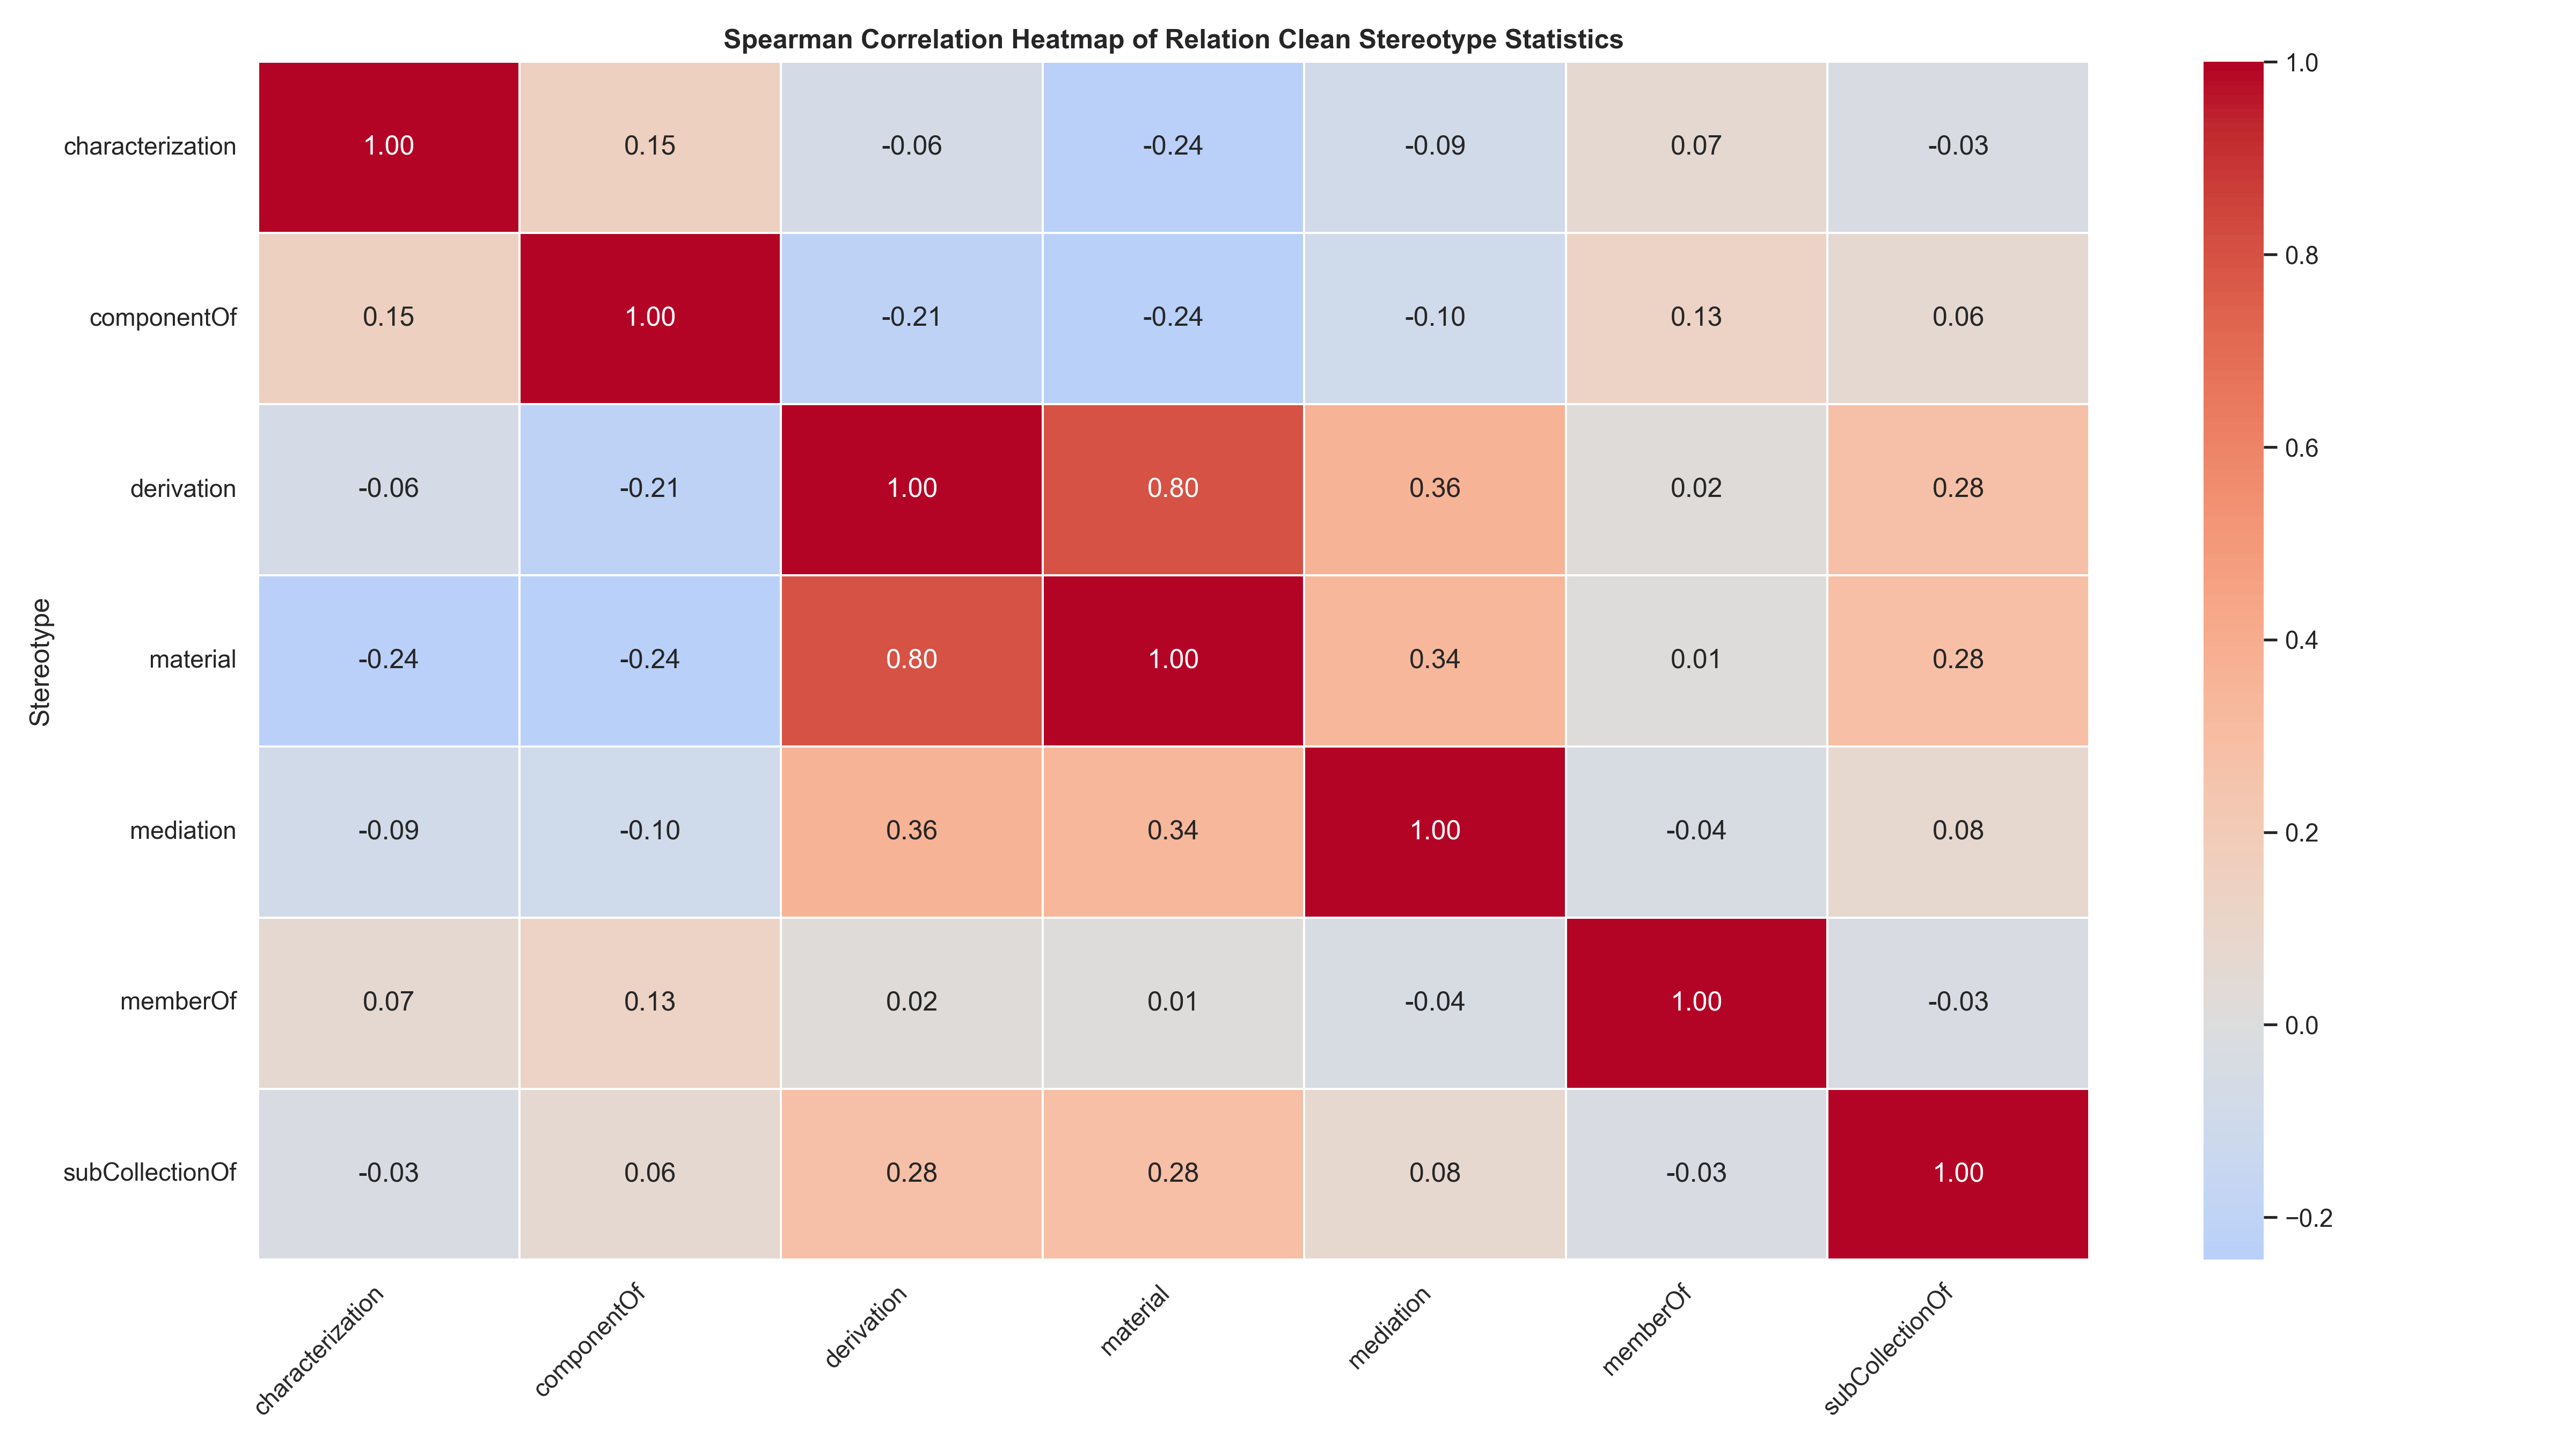 Spearman Correlation Heatmap of Relation Clean Stereotype Statistics
1.0
characterization 1.00 0.15 -0.06 -0.24 -0.09 0.07 -0.03
0.8
componentOf 0.15 1.00 -0.21 -0.24 -0.10 0.13 0.06
0.6
derivation -0.06 -0.21 1.00 0.80 0.36 0.02 0.28
0.4
Stereotype
material -0.24 -0.24 0.80 1.00 0.34 0.01 0.28
0.2
mediation -0.09 -0.10 0.36 0.34 1.00 -0.04 0.08
memberOf 0.07 0.13 0.02 0.01 -0.04 1.00 -0.03
0.0
subCollectionOf -0.03 0.06 0.28 0.28 0.08 -0.03 1.00
−0.2
characterization componentOf derivation material mediation memberOf subCollectionOf